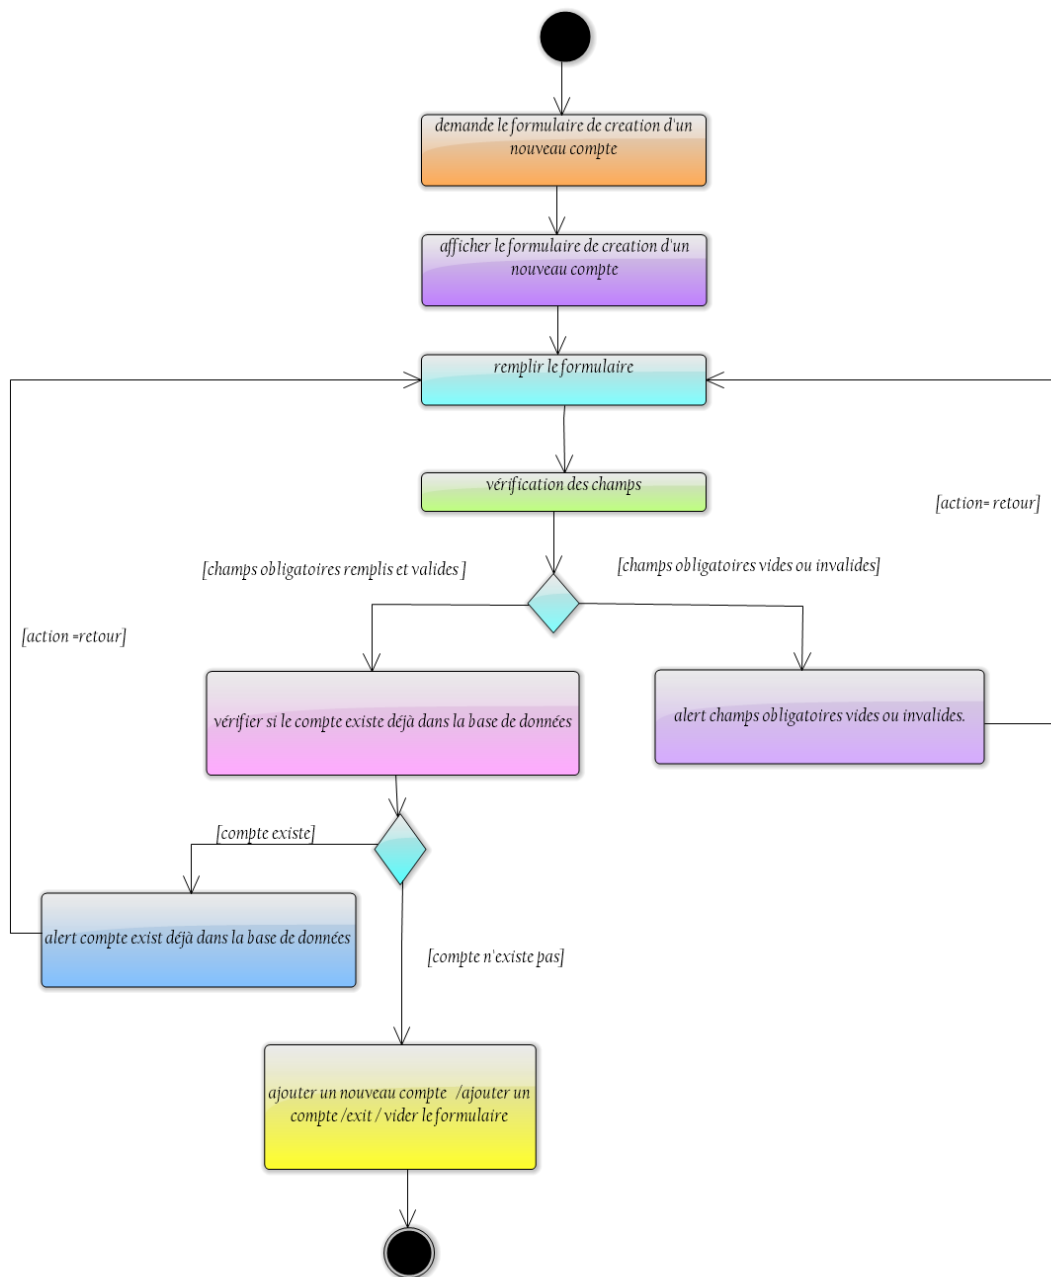 demande le formulaire de creation d'un
nouveau compte
afficher le formulaire de creation d'un
nouveau compte
remplir le formulaire
vérification des champs
[action= retour]
[champs obligatoires remplis et valides ]
[champs obligatoires vides ou invalides]
[action =retour]
vérifier si le compte existe déjà dans la base de données
alert champs obligatoires vides ou invalides.
[compte existe]
alert compte exist déjà dans la base de données
[compte n'existe pas]
ajouter un nouveau compte /ajouter un
compte /exit / vider le formulaire